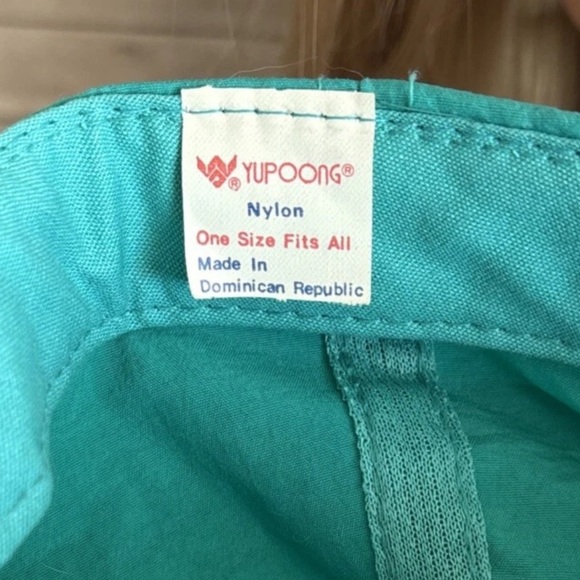 ® YUPOONG®
Nylon
One Size Fits All
Made In
Dominican Republic